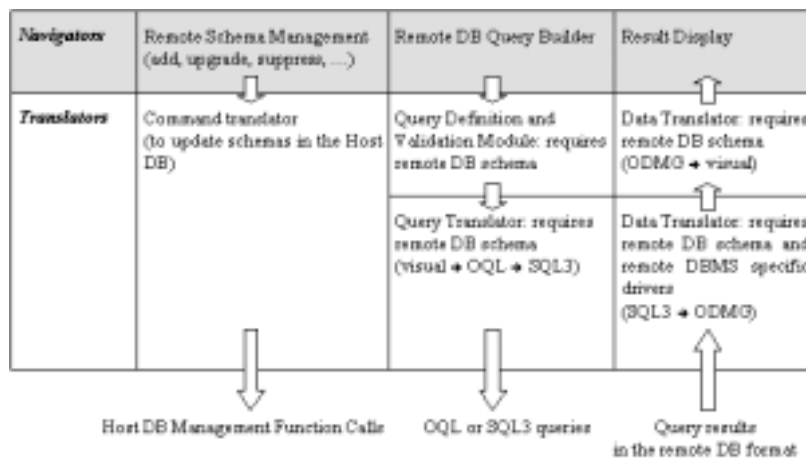 Navigators
Remote Schema Management
(add, upgrade, suppress, ...)
Remote DB Query Builder
Result Display
Translators
Command translator
(to update schemas in the Host
DB)
Query Definition and
Validation Module: requires
remote DB schema
Data Translator: requires
remote DB schema
(ODMG → visual)
Query Translator: requires
remote DB schema
(visual → OQL → SQL3)
Data Translator: requires
remote DB schema and
remote DBMS specific
drivers
(SQL3 → ODMG)
Host DB Management Function Calls
OQL or SQL3 queries
Query results
in the remote DB format